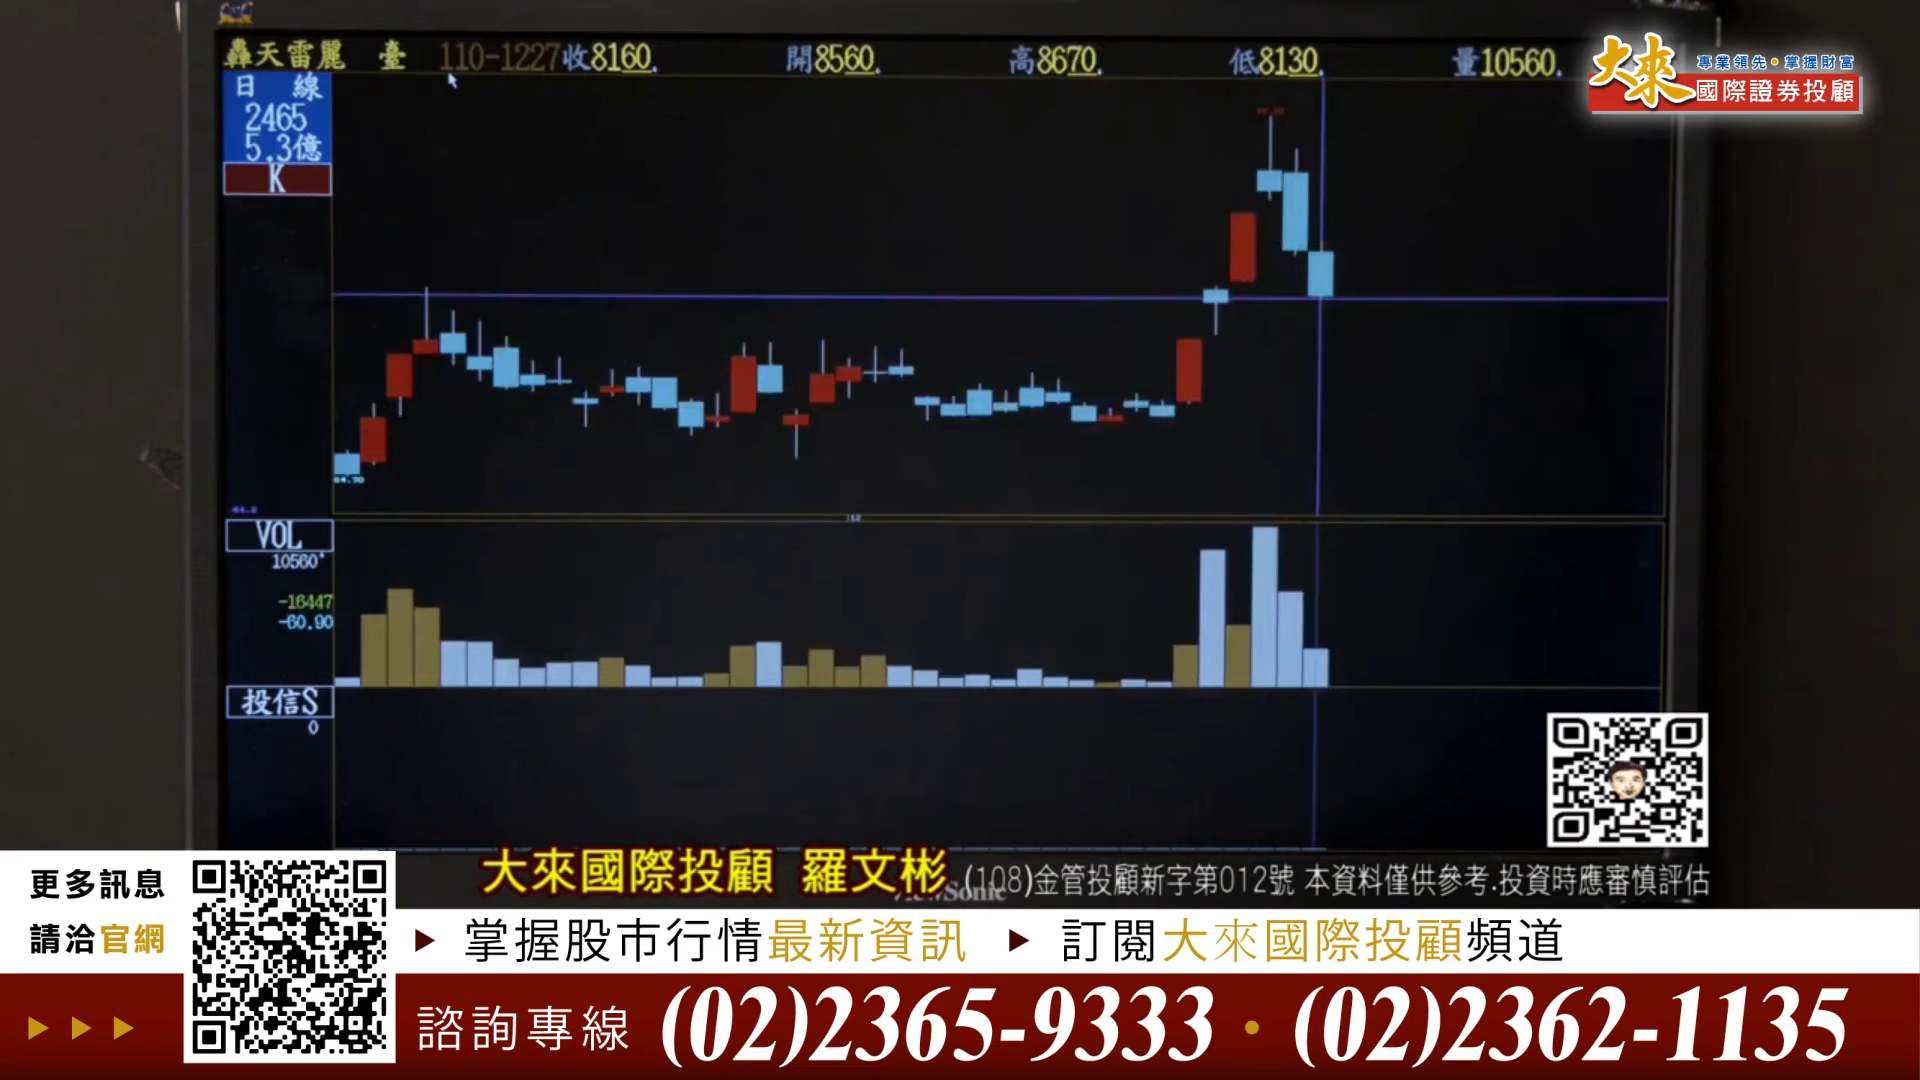 轟天雷麗 臺 110-1227收8160. 開8560. 高8670. 低8130. 量10560.
日 線
2465
5.3億
K
大來 專業領先•掌握財富
國際證券投顧
64.70
VOL
10560
-16447
-60.90
投信S
0
大來國際投顧 羅文彬 (108)金管投顧新字第012號 本資料僅供參考.投資時應審慎評估
ViewSonic
更多訊息
請洽官網
掌握股市行情最新資訊 訂閱大來國際投顧頻道
諮詢專線 (02)2365-9333•(02)2362-1135